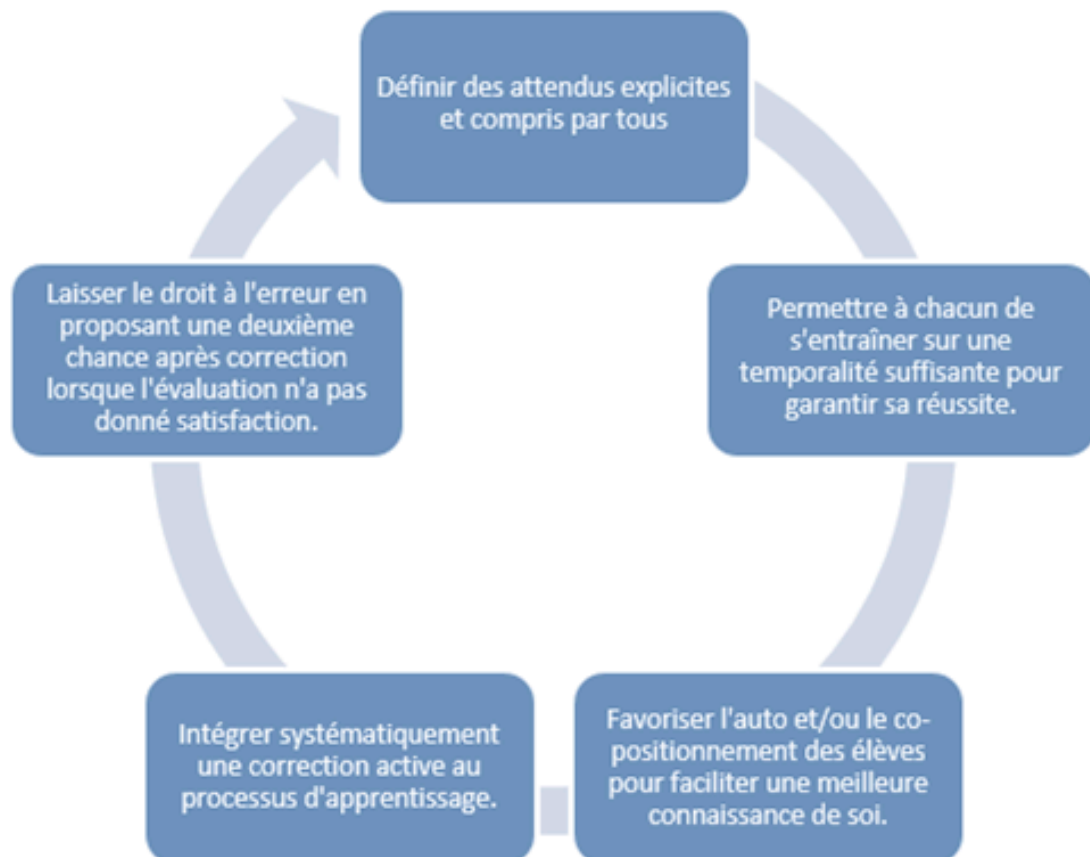 Définir des attendus explicites
et compris par tous
Permettre à chacun de
s'entraîner sur une
temporalité suffisante pour
garantir sa réussite.
Favoriser l'auto et/ou le co-
positionnement des élèves
pour faciliter une meilleure
connaissance de soi.
Intégrer systématiquement
une correction active au
processus d'apprentissage.
Laisser le droit à l'erreur en
proposant une deuxième
chance après correction
lorsque l'évaluation n'a pas
donné satisfaction.